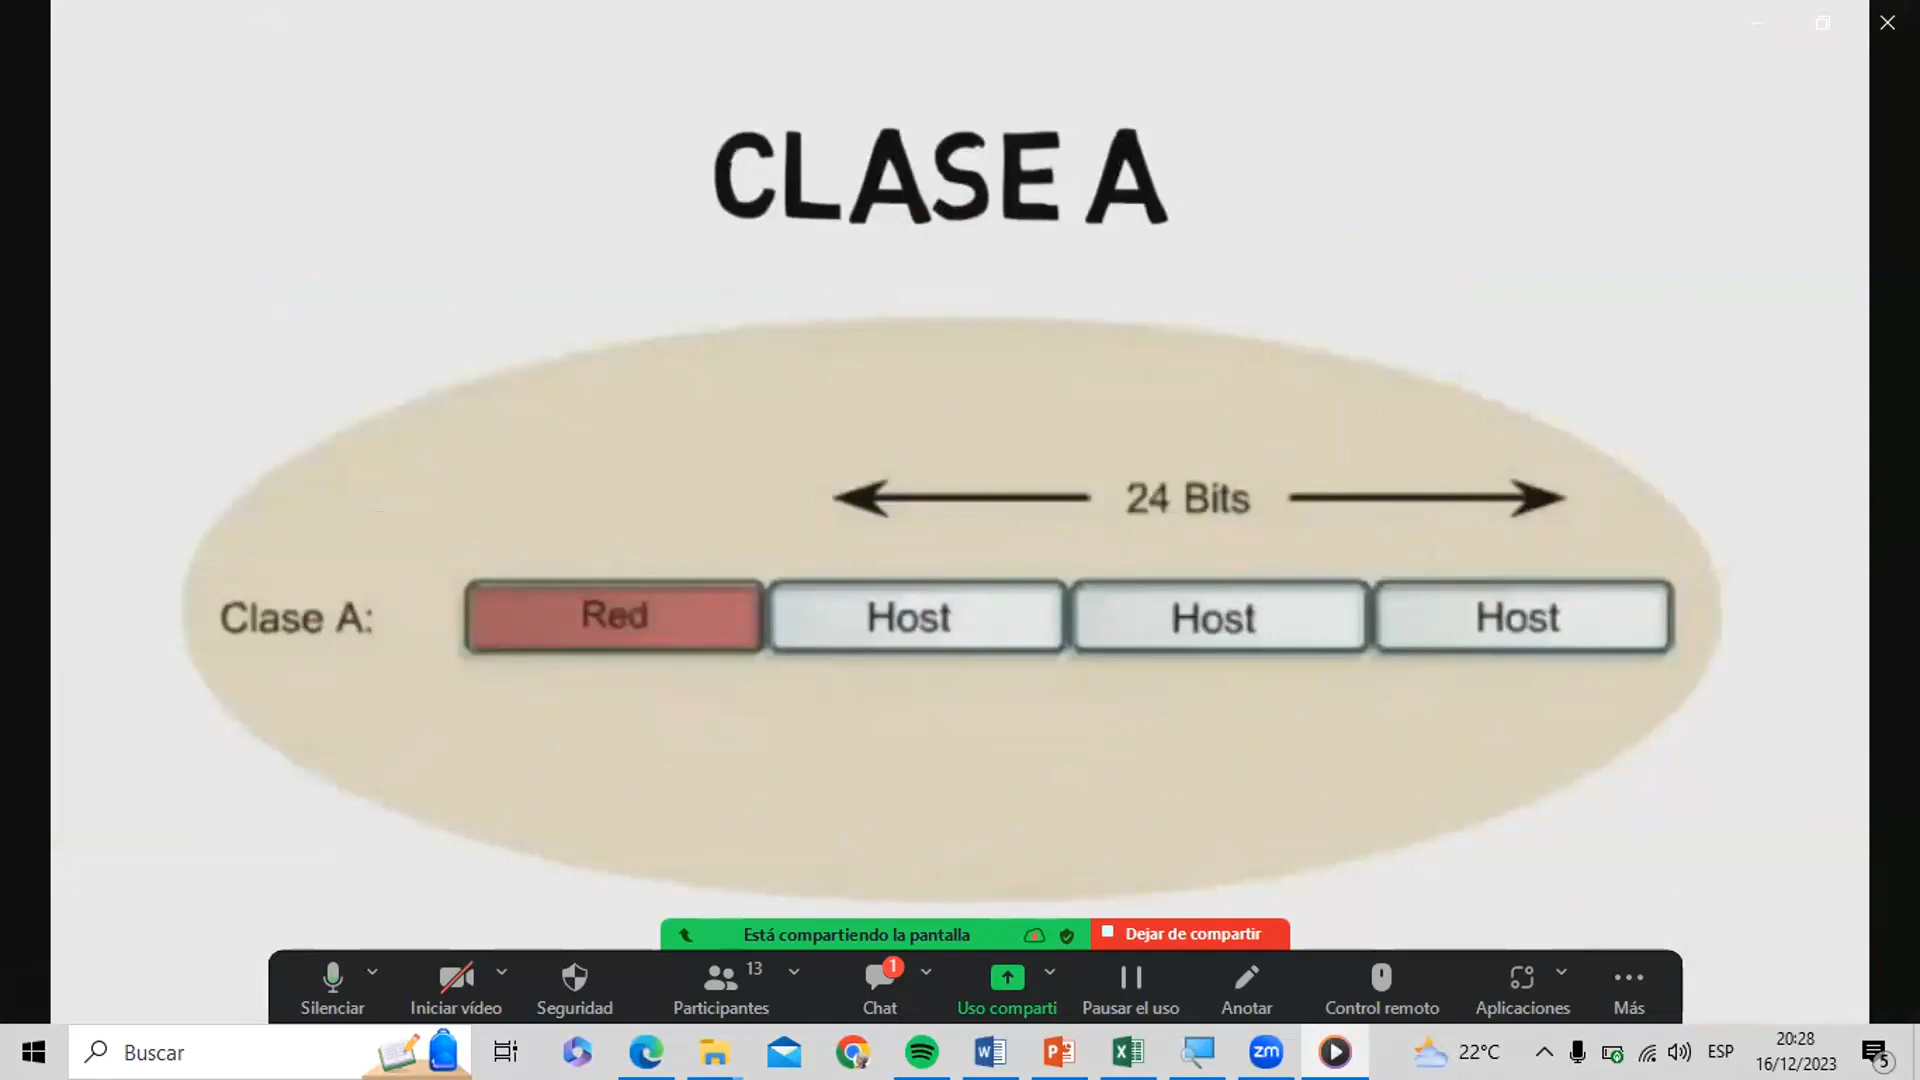 CLASE A
24 Bits
Clase A: Red Host Host Host
Está compartiendo la pantalla Dejar de compartir
13 1
Silenciar Iniciar vídeo Seguridad Participantes Chat Uso comparti Pausar el uso Anotar Control remoto Aplicaciones Más
Buscar zm 22°C ESP 20:28
16/12/2023 5